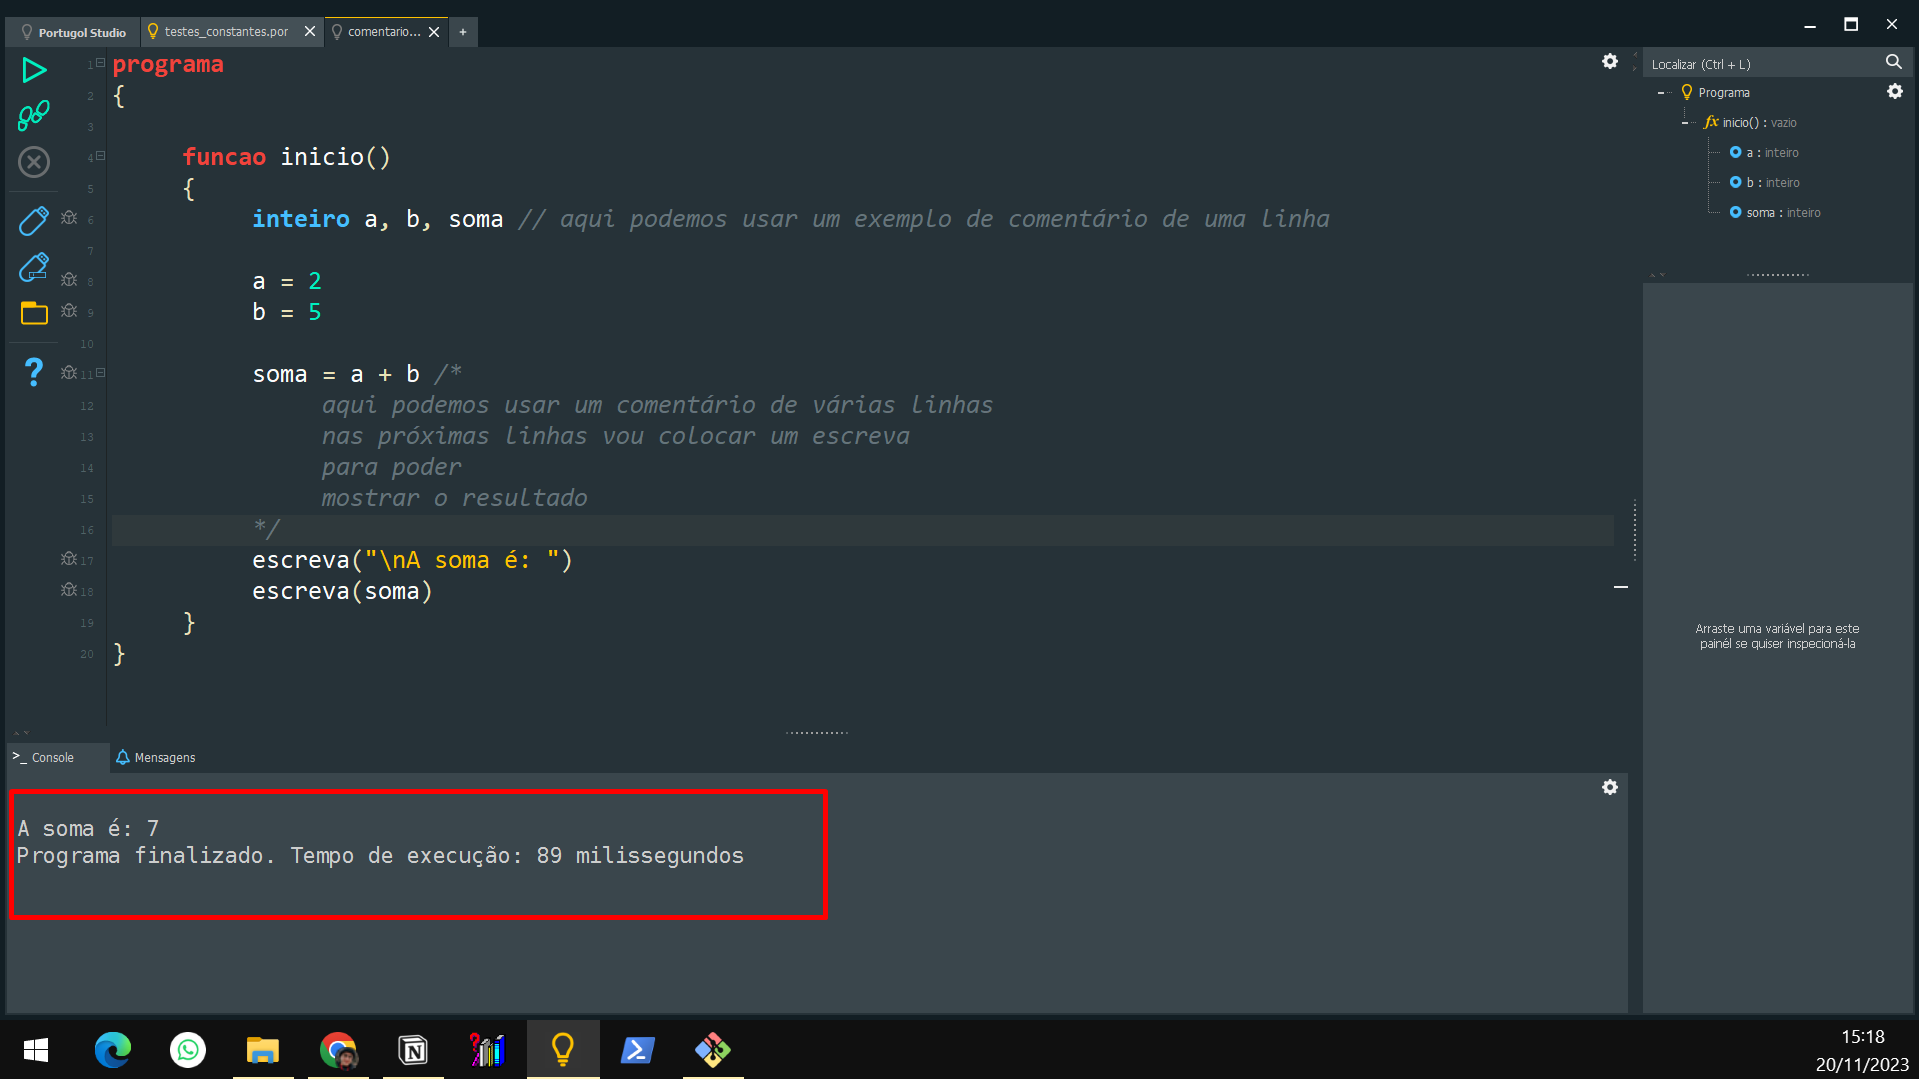 Portugol Studio
testes_constantes.por
comentario...
+
1 programa
2 {
3
4 funcao inicio()
5 {
6 inteiro a, b, soma // aqui podemos usar um exemplo de comentário de uma linha
7
8 a = 2
9 b = 5
10
11 soma = a + b /*
12 aqui podemos usar um comentário de várias linhas
13 nas próximas linhas vou colocar um escreva
14 para poder
15 mostrar o resultado
16 */
17 escreva("\nA soma é: ")
18 escreva(soma)
19 }
20 }
Localizar (Ctrl + L)
Programa
fx inicio() : vazio
a : inteiro
b : inteiro
soma : inteiro
Arraste uma variável para este
painél se quiser inspecioná-la
>_ Console
Mensagens
A soma é: 7
Programa finalizado. Tempo de execução: 89 milissegundos
15:18
20/11/2023